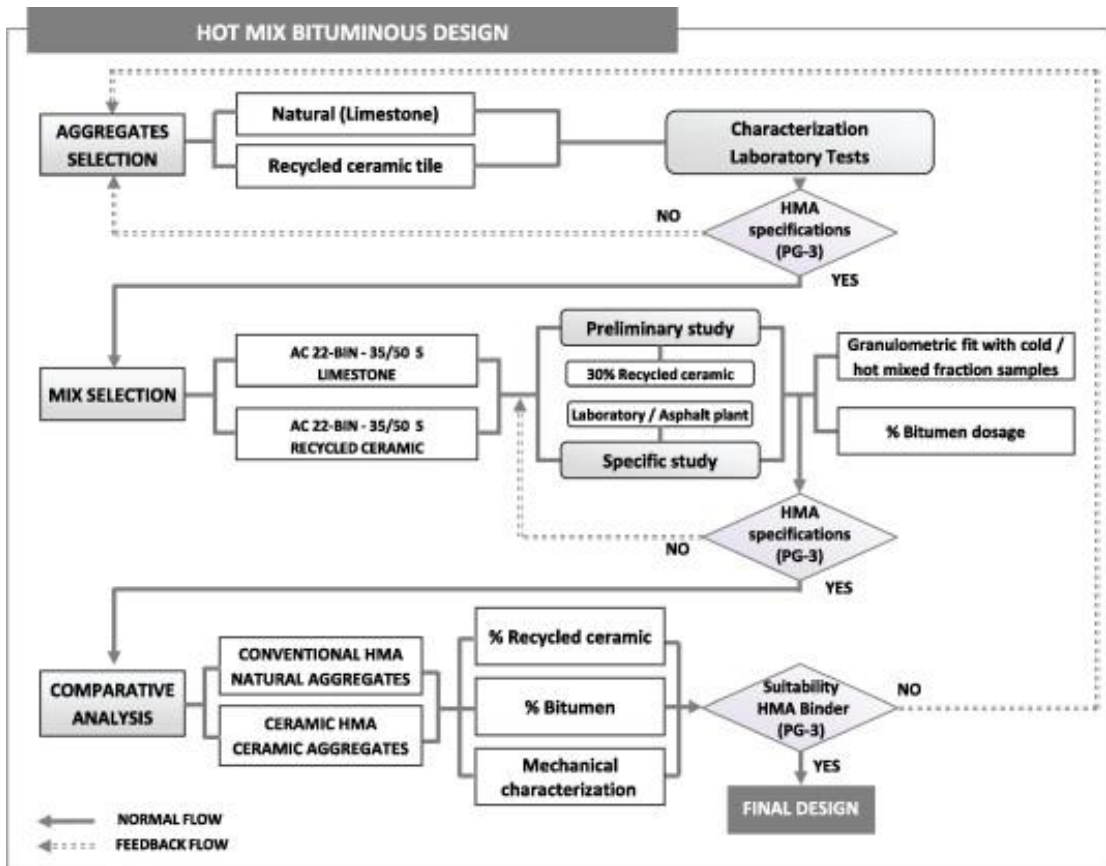 HOT MIX BITUMINOUS DESIGN
AGGREGATES
SELECTION
Natural (Limestone)
Recycled ceramic tile
Characterization
Laboratory Tests
HMA
specifications
(PG-3)
NO
YES
MIX SELECTION
AC 22-BIN - 35/50 S
LIMESTONE
AC 22-BIN - 35/50 S
RECYCLED CERAMIC
Preliminary study
30% Recycled ceramic
Laboratory / Asphalt plant
Specific study
Granulometric fit with cold /
hot mixed fraction samples
% Bitumen dosage
HMA
specifications
(PG-3)
NO
YES
COMPARATIVE
ANALYSIS
CONVENTIONAL HMA
NATURAL AGGREGATES
CERAMIC HMA
CERAMIC AGGREGATES
% Recycled ceramic
% Bitumen
Mechanical
characterization
Suitability
HMA Binder
(PG-3)
NO
YES
FINAL DESIGN
NORMAL FLOW
FEEDBACK FLOW